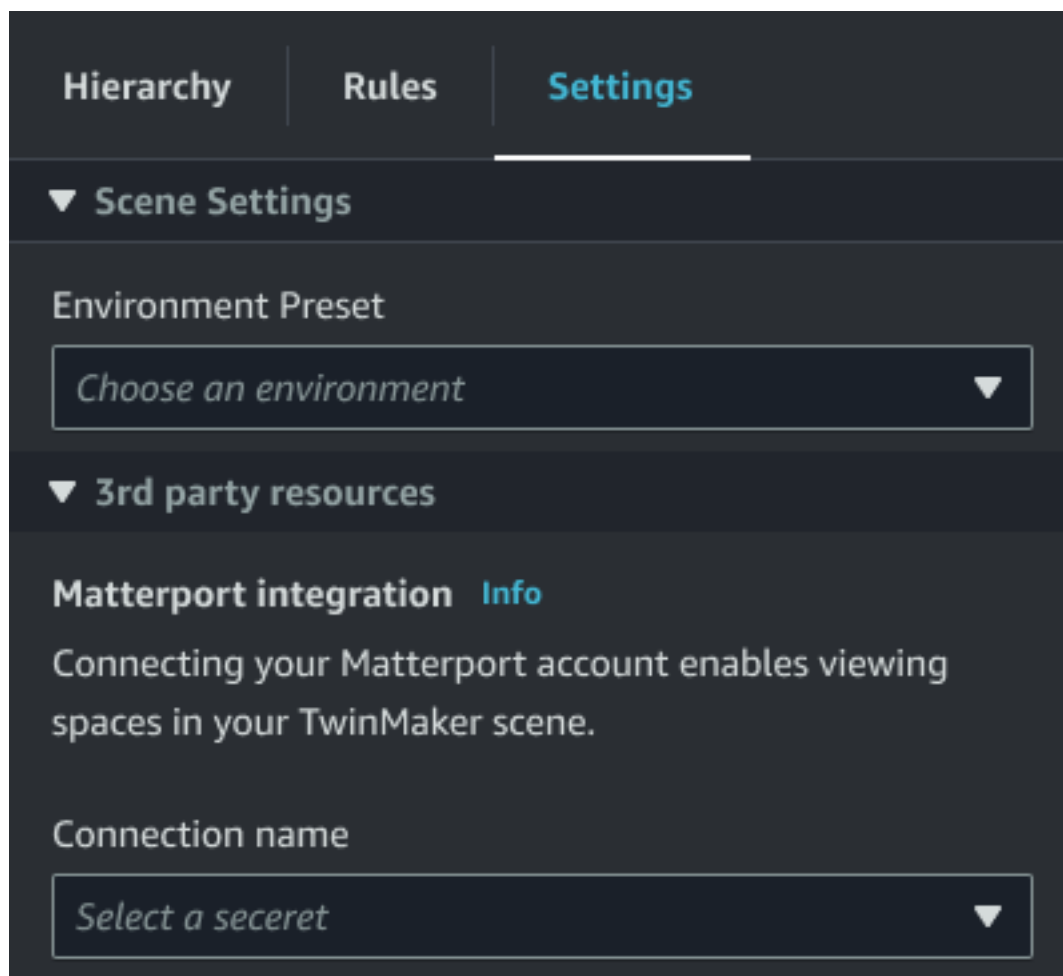 Hierarchy Rules Settings
Scene Settings
Environment Preset
Choose an environment
3rd party resources
Matterport integration Info
Connecting your Matterport account enables viewing
spaces in your TwinMaker scene.
Connection name
Select a seceret